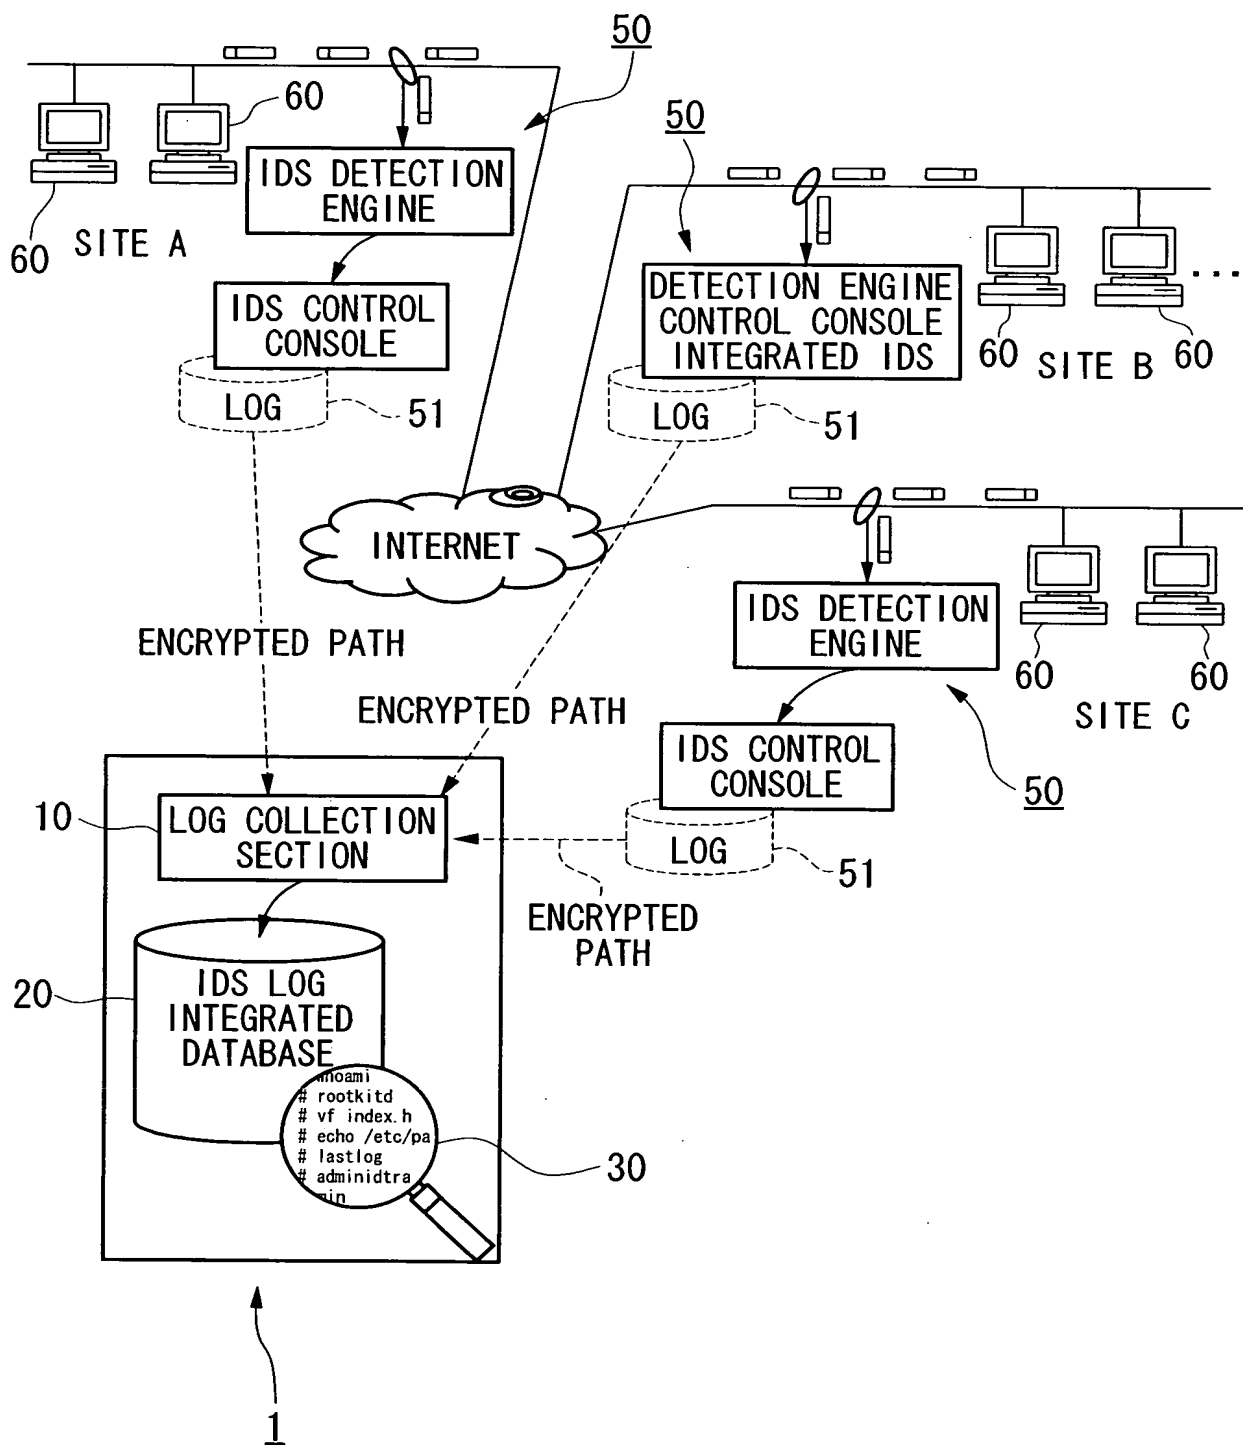 50
60
IDS DETECTION
ENGINE
60
SITE A
IDS CONTROL
CONSOLE
LOG
51
50
DETECTION ENGINE
CONTROL CONSOLE
INTEGRATED IDS
60
SITE B
60
...
LOG
51
INTERNET
IDS DETECTION
ENGINE
60
60
SITE C
50
ENCRYPTED PATH
ENCRYPTED PATH
IDS CONTROL
CONSOLE
LOG
51
ENCRYPTED
PATH
10
LOG COLLECTION
SECTION
20
IDS LOG
INTEGRATED
DATABASE
whoami
# rootkitd
# vf index.h
# echo /etc/pa
# lastlog
# adminidtra
min
30
1